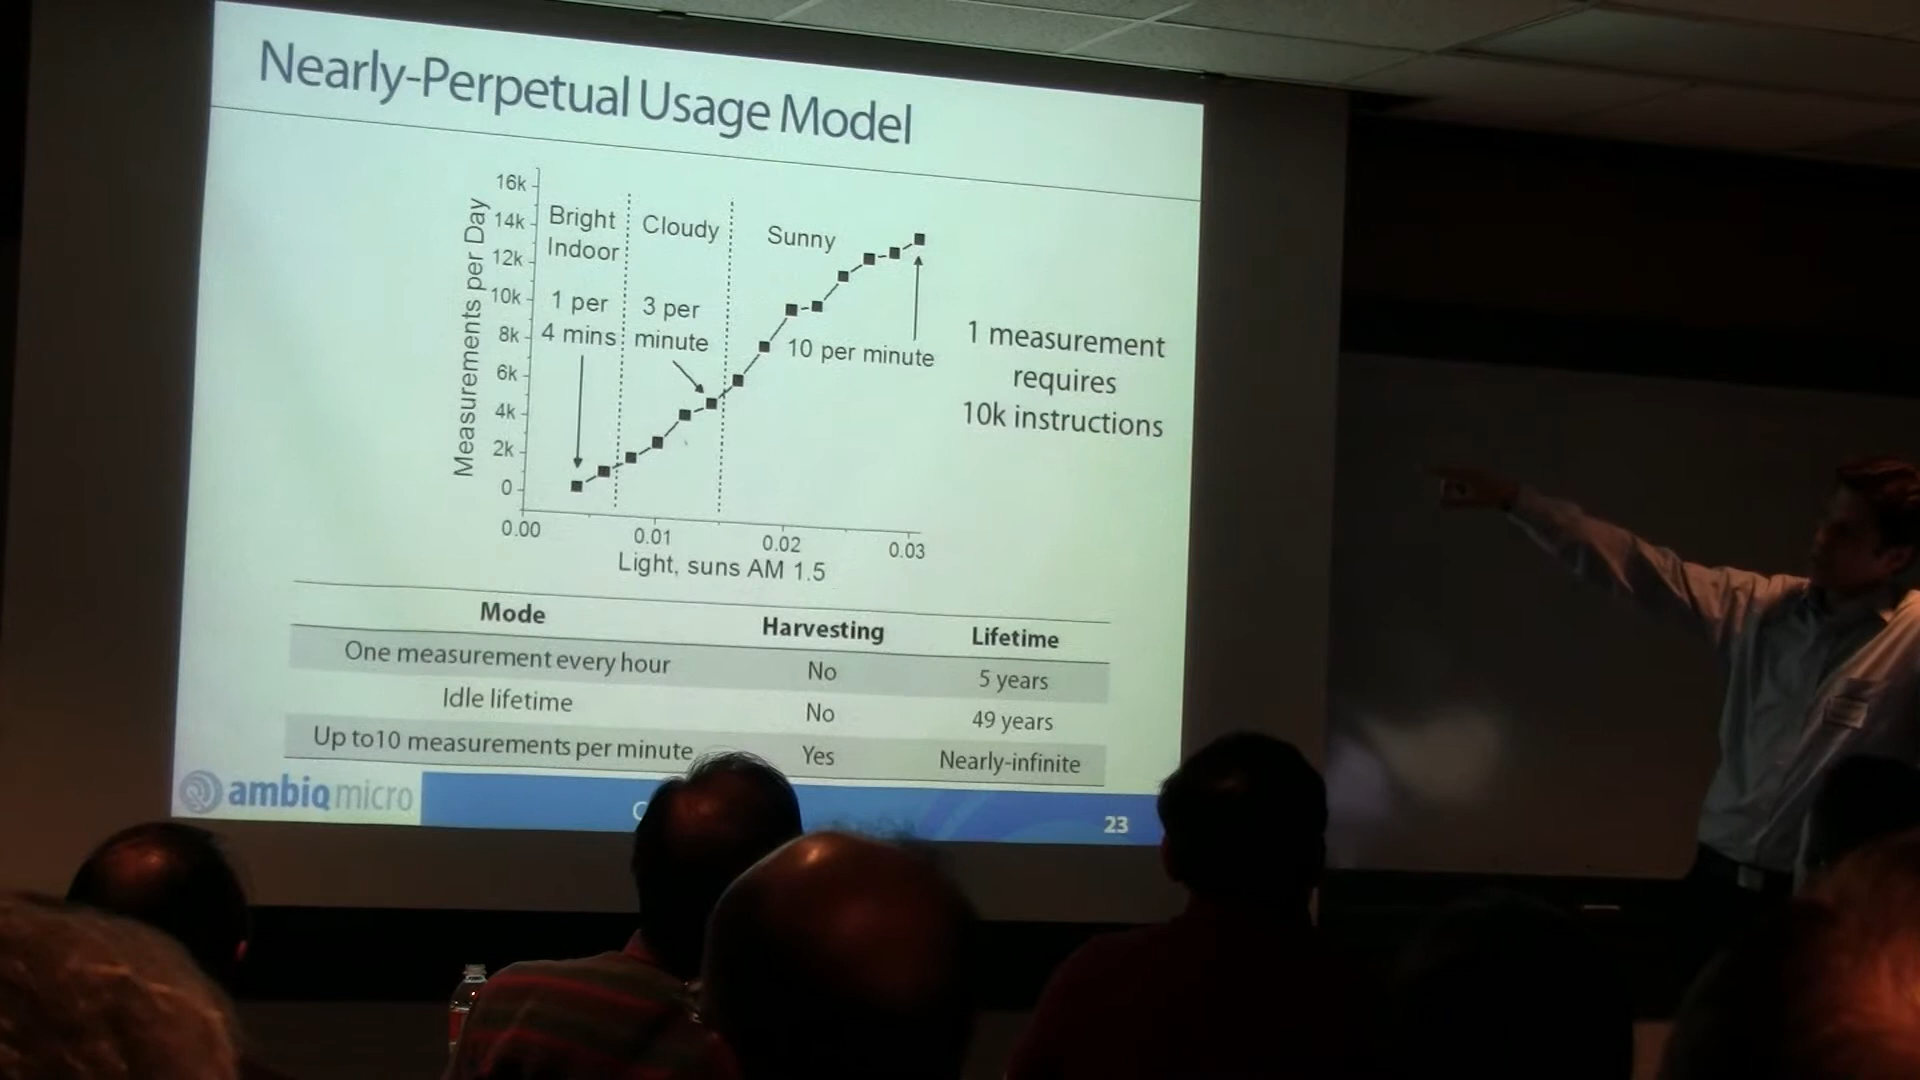 Nearly-Perpetual Usage Model
Measurements per Day
16k
14k
12k
10k
8k
6k
4k
2k
0
Bright
Indoor
Cloudy
Sunny
1 per
4 mins
3 per
minute
10 per minute
0.00
0.01
0.02
0.03
Light, suns AM 1.5
1 measurement
requires
10k instructions
Mode Harvesting Lifetime
One measurement every hour No 5 years
Idle lifetime No 49 years
Up to10 measurements per minute Yes Nearly-infinite
ambiq micro
23